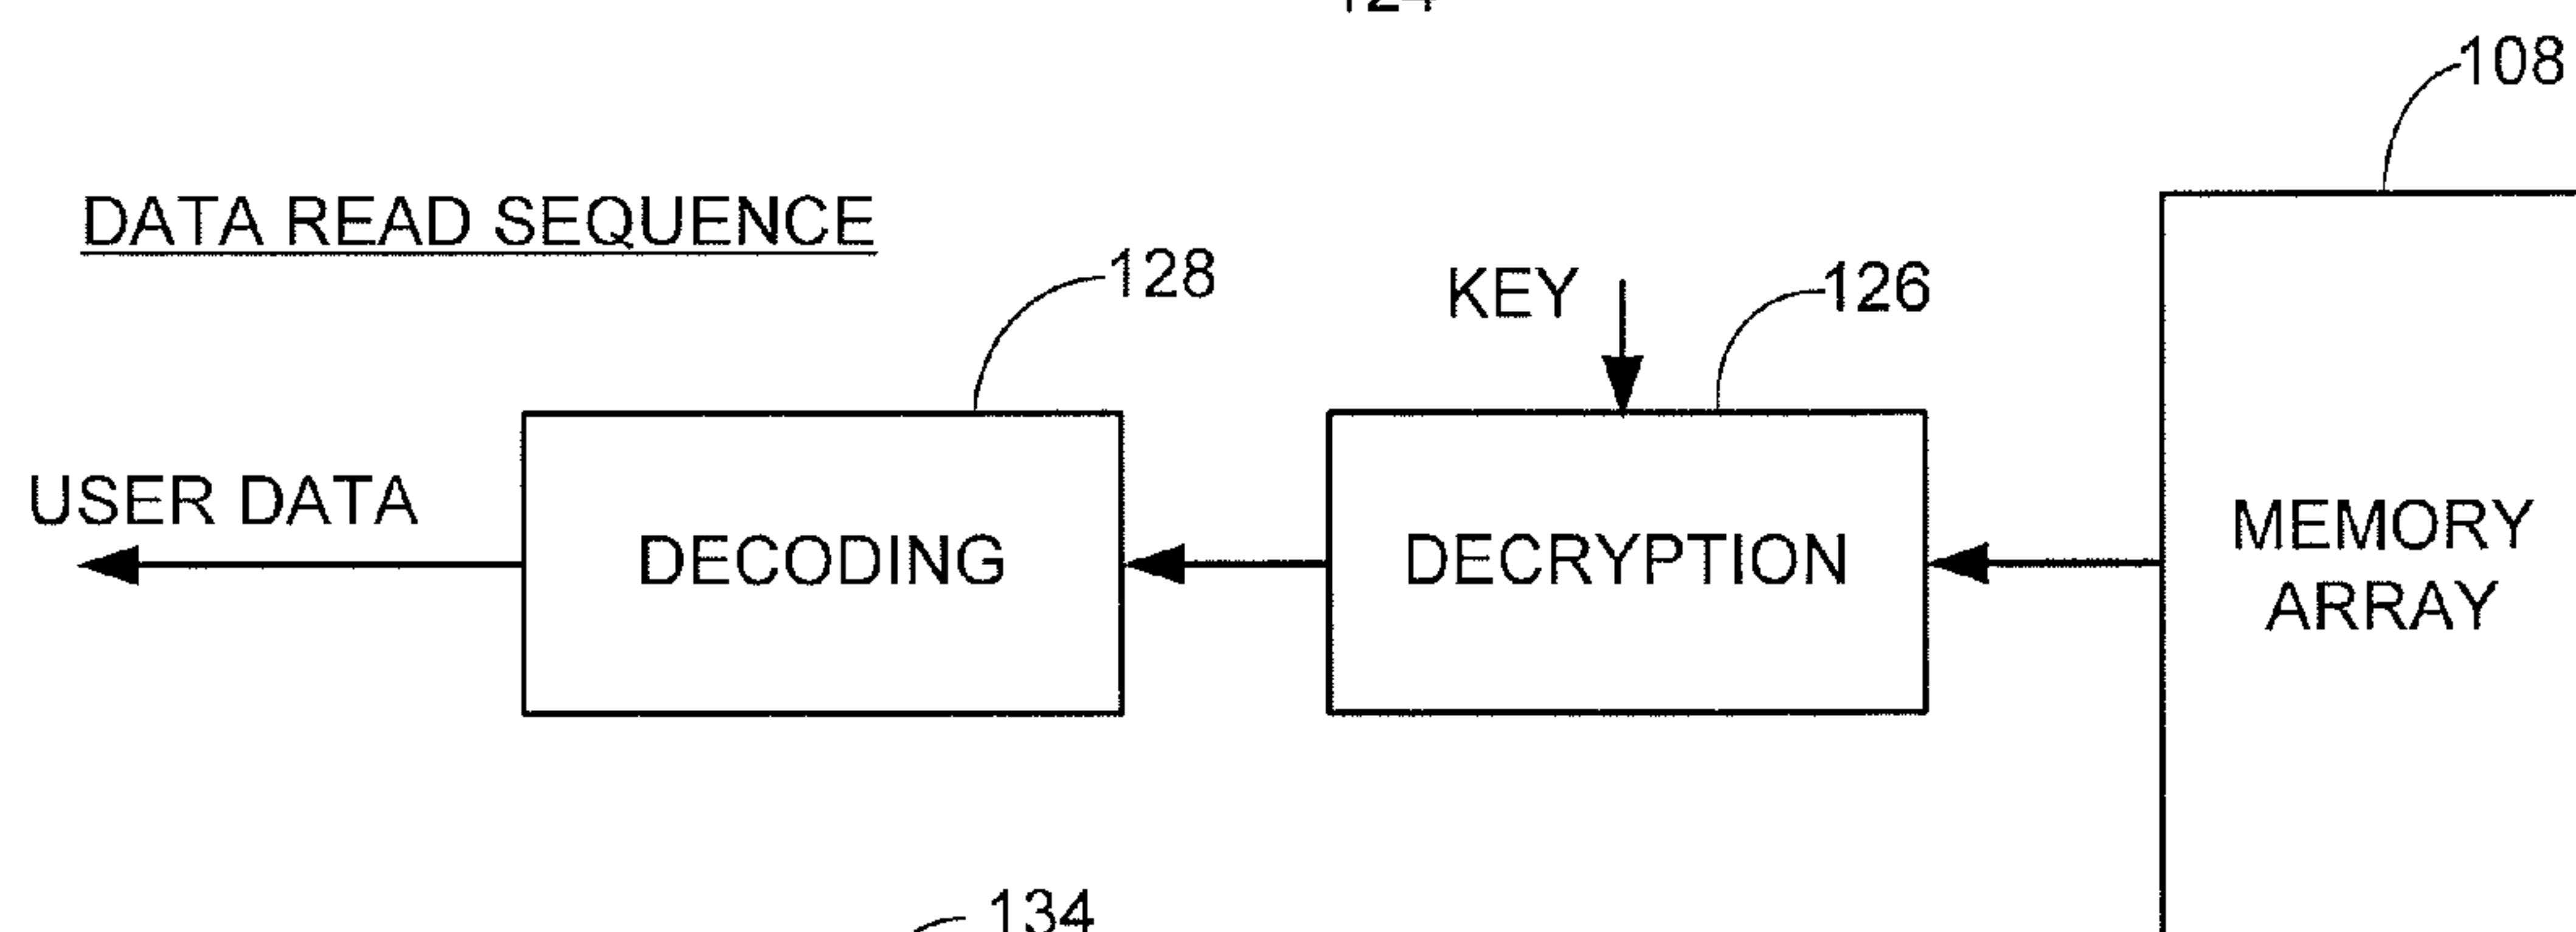 108
DATA READ SEQUENCE
128
KEY
126
USER DATA
DECODING
DECRYPTION
MEMORY
ARRAY
134